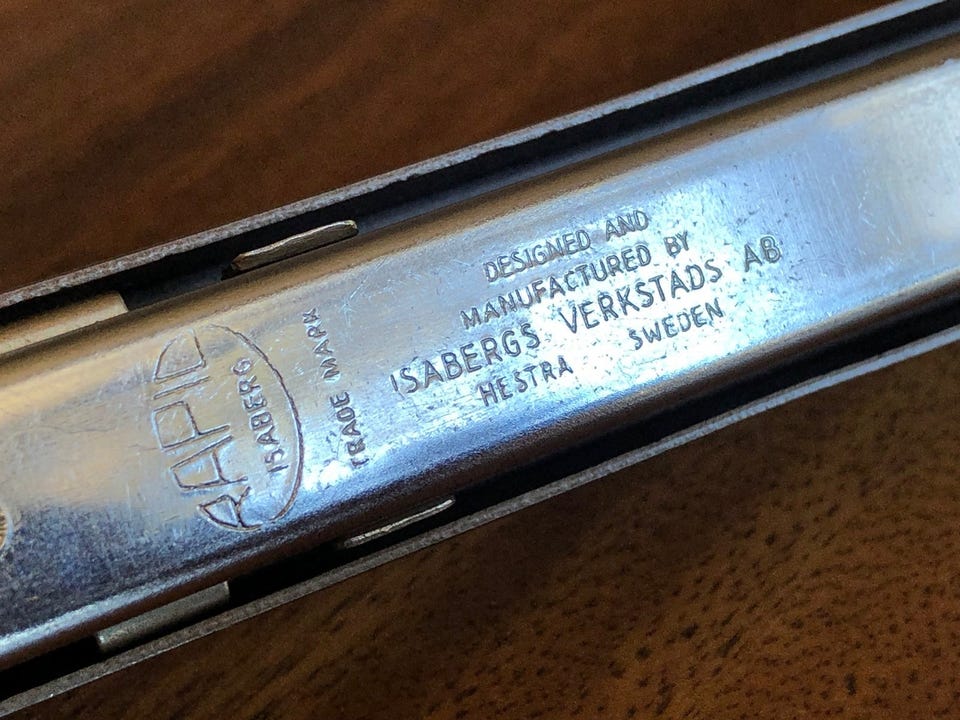 RAPID
ISABERG
TRADE MARK
DESIGNED AND
MANUFACTURED BY
ISABERGS VERKSTADS AB
HESTRA SWEDEN